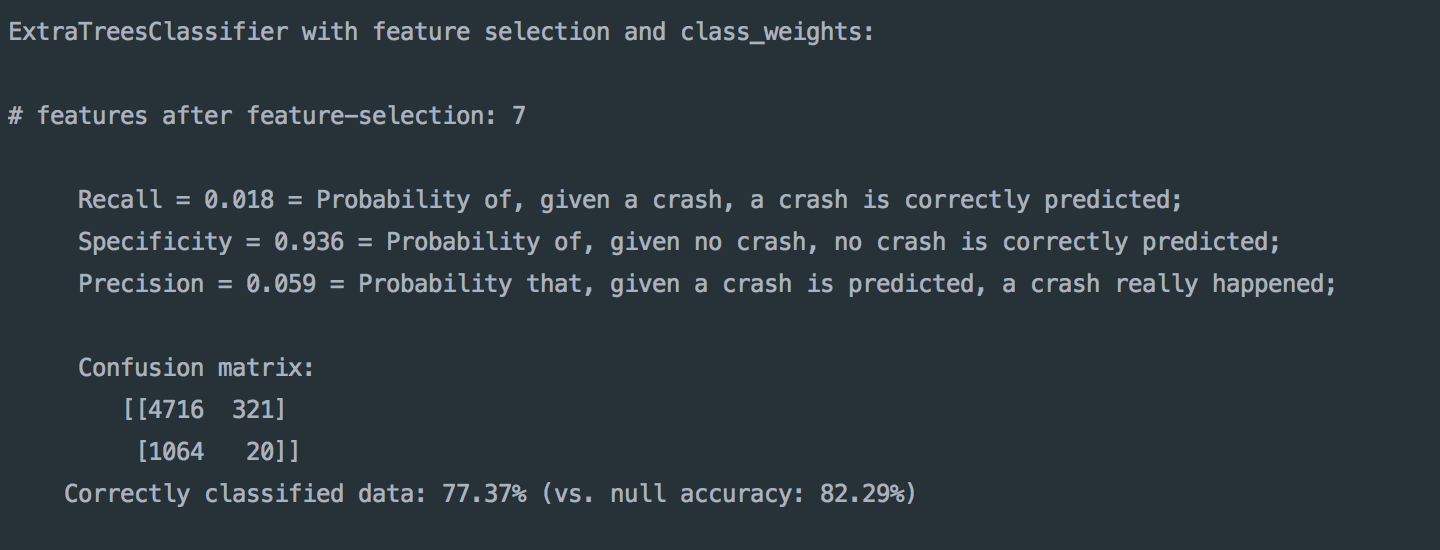 ExtraTreesClassifier with feature selection and class_weights:
# features after feature-selection: 7
Recall = 0.018 = Probability of, given a crash, a crash is correctly predicted;
Specificity = 0.936 = Probability of, given no crash, no crash is correctly predicted;
Precision = 0.059 = Probability that, given a crash is predicted, a crash really happened;
Confusion matrix:
[[4716  321]
[1064   20]]
Correctly classified data: 77.37% (vs. null accuracy: 82.29%)